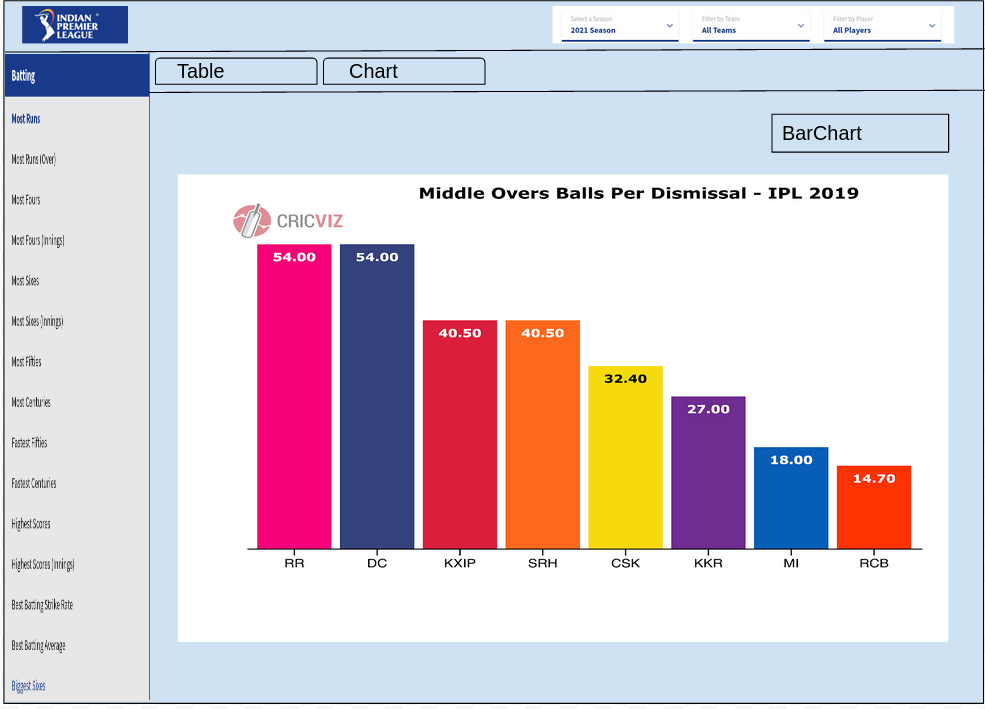 INDIAN
PREMIER
LEAGUE
Select a Season
2021 Season
Filter by Team
All Teams
Filter by Player
All Players
Batting
Table
Chart
BarChart
Most Runs
Most Runs (Over)
Most Fours
Most Fours (Innings)
Most Sixes
Most Sixes (Innings)
Most Fifties
Most Centuries
Fastest Fifties
Fastest Centuries
Highest Scores
Highest Scores (Innings)
Best Batting Strike Rate
Best Batting Average
Biggest Sixes
Middle Overs Balls Per Dismissal - IPL 2019
CRICVIZ
54.00 54.00 40.50 40.50 32.40 27.00 18.00 14.70
RR DC KXIP SRH CSK KKR MI RCB